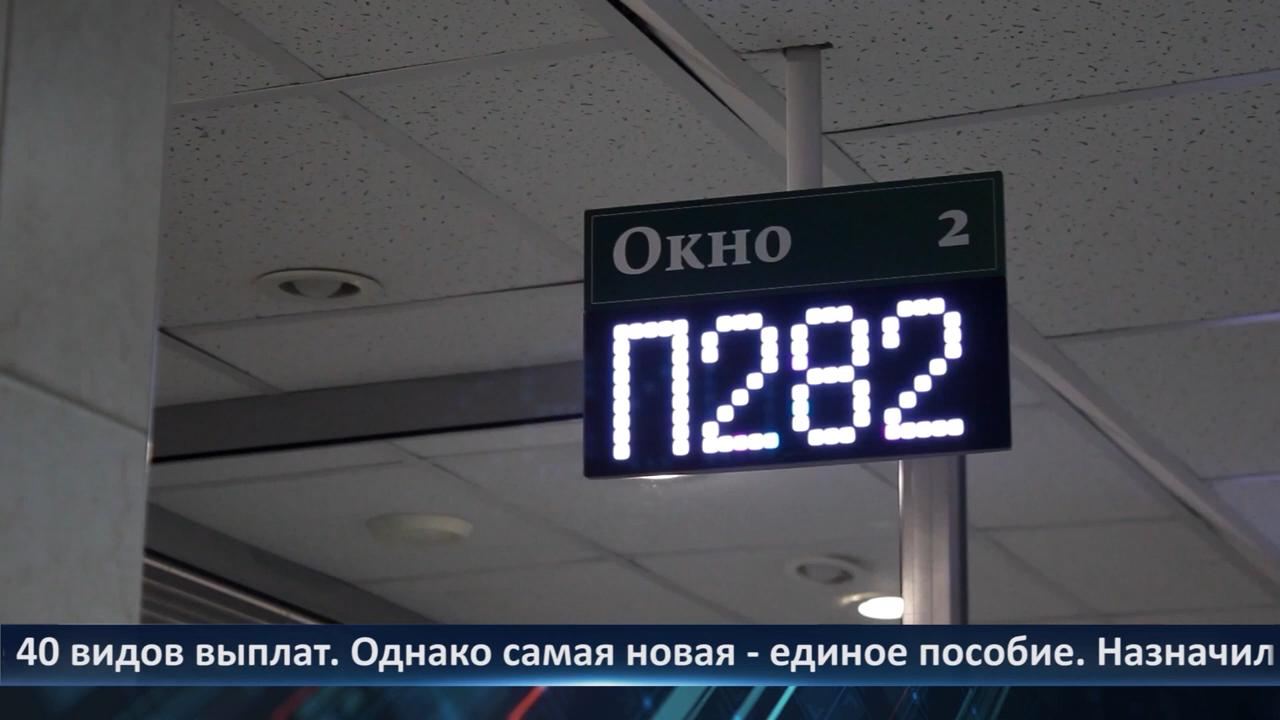 Окно 2
П282
40 видов выплат. Однако самая новая - единое пособие. Назначил